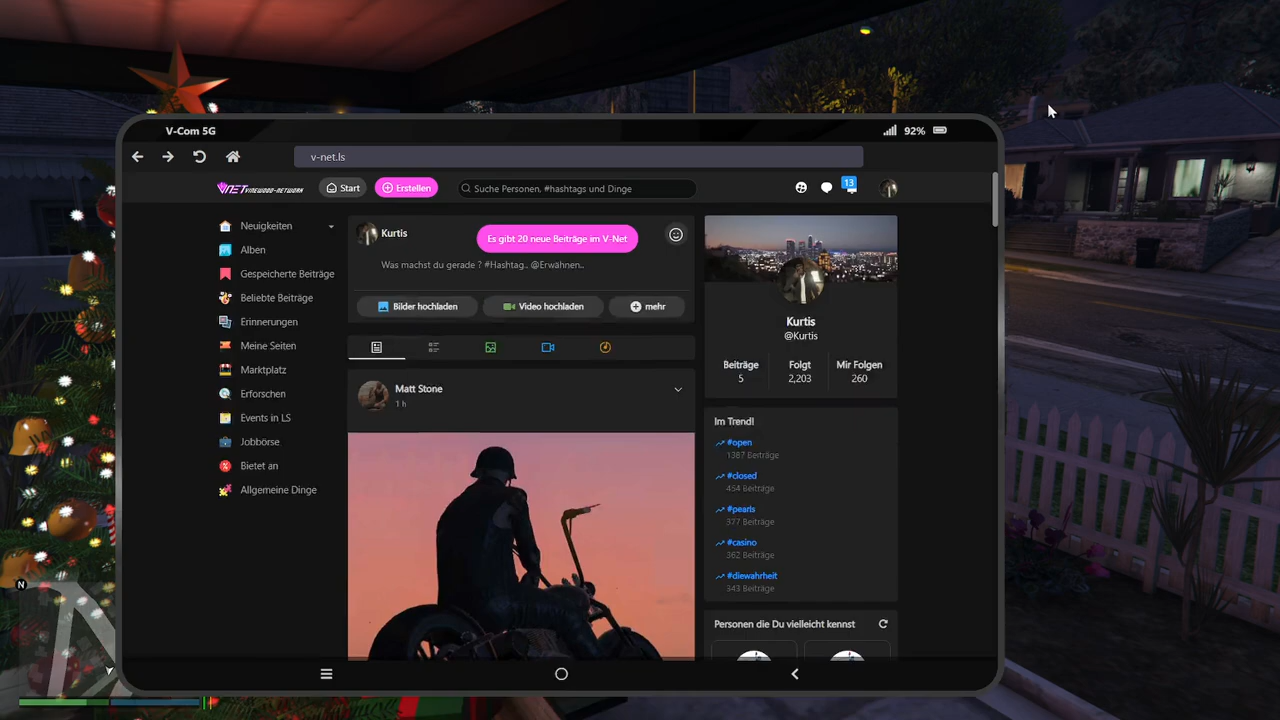 V-Com 5G
92%
v-net.ls
VNET VINEWOOD-NETWORK
Start
Erstellen
Suche Personen, #hashtags und Dinge
13
Neuigkeiten
Alben
Gespeicherte Beiträge
Beliebte Beiträge
Erinnerungen
Meine Seiten
Marktplatz
Erforschen
Events in LS
Jobbörse
Bietet an
Allgemeine Dinge
Kurtis
Es gibt 20 neue Beiträge im V-Net
Was machst du gerade ? #Hashtag.. @Erwähnen..
Bilder hochladen
Video hochladen
mehr
Matt Stone
1 h
Kurtis
@Kurtis
Beiträge
5
Folgt
2,203
Mir Folgen
260
Im Trend!
#open
1387 Beiträge
#closed
454 Beiträge
#pearls
377 Beiträge
#casino
362 Beiträge
#diewahrheit
343 Beiträge
Personen die Du vielleicht kennst
N